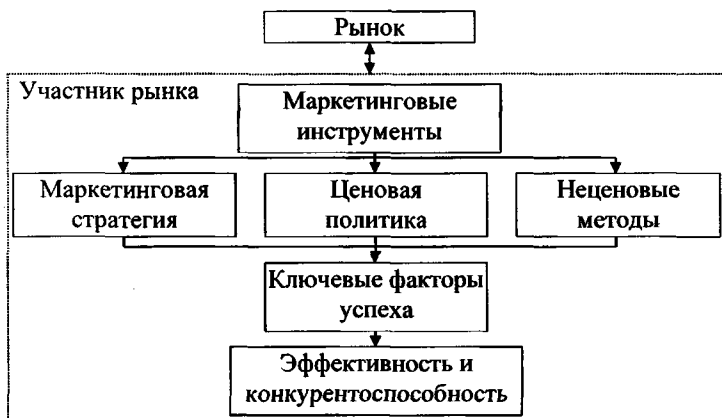 Рынок
Участник рынка
Маркетинговые
инструменты
Маркетинговая
стратегия
Ценовая
политика
Неценовые
методы
Ключевые факторы
успеха
Эффективность и
конкурентоспособность